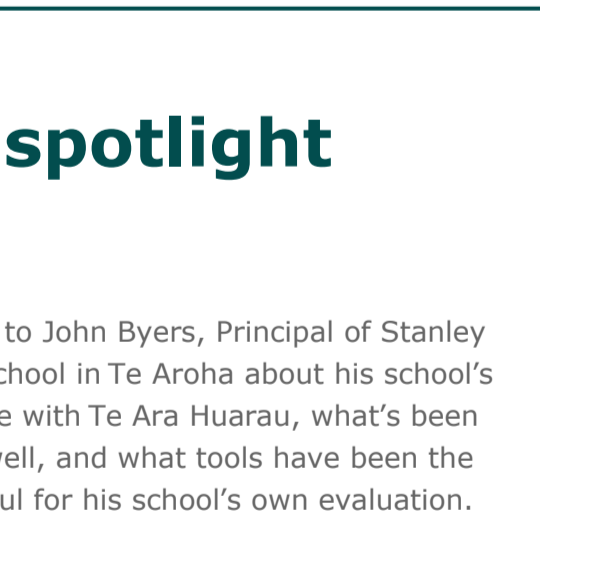 spotlight
to John Byers, Principal of Stanley
chool in Te Aroha about his school’s
e with Te Ara Huarau, what’s been
vell, and what tools have been the
ul for his school’s own evaluation.